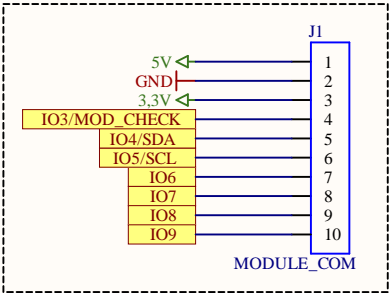 J1
5V 1
GND 2
3,3V 3
IO3/MOD_CHECK 4
IO4/SDA 5
IO5/SCL 6
IO6 7
IO7 8
IO8 9
IO9 10
MODULE_COM